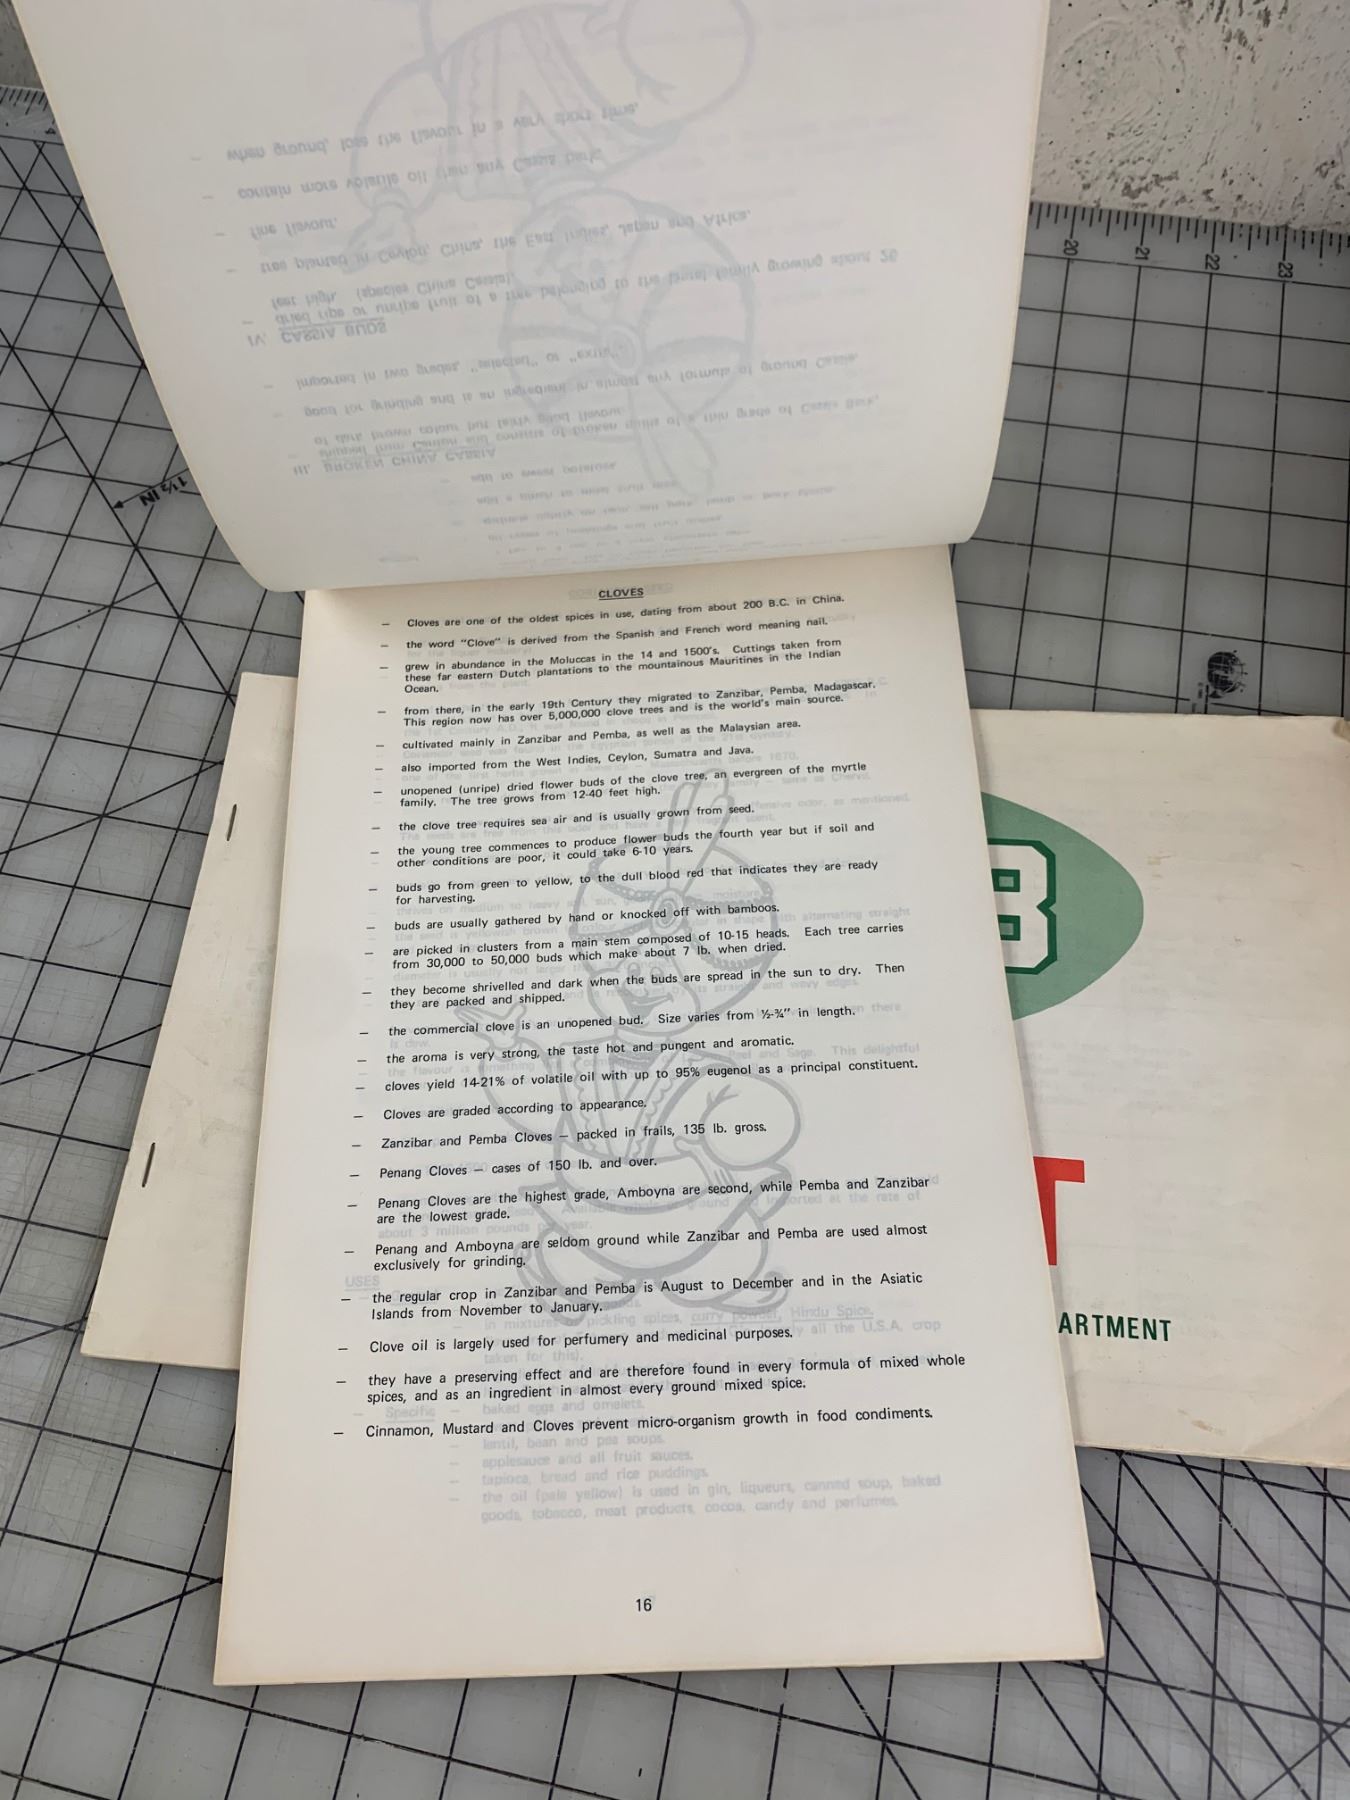 CLOVES
— Cloves are one of the oldest spices in use, dating from about 200 B.C. in China.
— the word "Clove" is derived from the Spanish and French word meaning nail.
— grew in abundance in the Moluccas in the 14 and 1500's. Cuttings taken from
these far eastern Dutch plantations to the mountainous Mauritines in the Indian
Ocean.
— from there, in the early 19th Century they migrated to Zanzibar, Pemba, Madagascar.
This region now has over 5,000,000 clove trees and is the world's main source.
— cultivated mainly in Zanzibar and Pemba, as well as the Malaysian area.
— also imported from the West Indies, Ceylon, Sumatra and Java.
— unopened (unripe) dried flower buds of the clove tree, an evergreen of the myrtle
family. The tree grows from 12-40 feet high.
— the clove tree requires sea air and is usually grown from seed.
— the young tree commences to produce flower buds the fourth year but if soil and
other conditions are poor, it could take 6-10 years.
— buds go from green to yellow, to the dull blood red that indicates they are ready
for harvesting.
— buds are usually gathered by hand or knocked off with bamboos.
— are picked in clusters from a main stem composed of 10-15 heads. Each tree carries
from 30,000 to 50,000 buds which make about 7 lb. when dried.
— they become shrivelled and dark when the buds are spread in the sun to dry. Then
they are packed and shipped.
— the commercial clove is an unopened bud. Size varies from ½-¾" in length.
— the aroma is very strong, the taste hot and pungent and aromatic.
— cloves yield 14-21% of volatile oil with up to 95% eugenol as a principal constituent.
— Cloves are graded according to appearance.
— Zanzibar and Pemba Cloves — packed in frails, 135 lb. gross.
— Penang Cloves — cases of 150 lb. and over.
— Penang Cloves are the highest grade, Amboyna are second, while Pemba and Zanzibar
are the lowest grade.
— Penang and Amboyna are seldom ground while Zanzibar and Pemba are used almost
exclusively for grinding.
— the regular crop in Zanzibar and Pemba is August to December and in the Asiatic
Islands from November to January.
— Clove oil is largely used for perfumery and medicinal purposes.
— they have a preserving effect and are therefore found in every formula of mixed whole
spices, and as an ingredient in almost every ground mixed spice.
— Cinnamon, Mustard and Cloves prevent micro-organism growth in food condiments.
16
B
T
ARTMENT
20 21 22 23
1½ IN